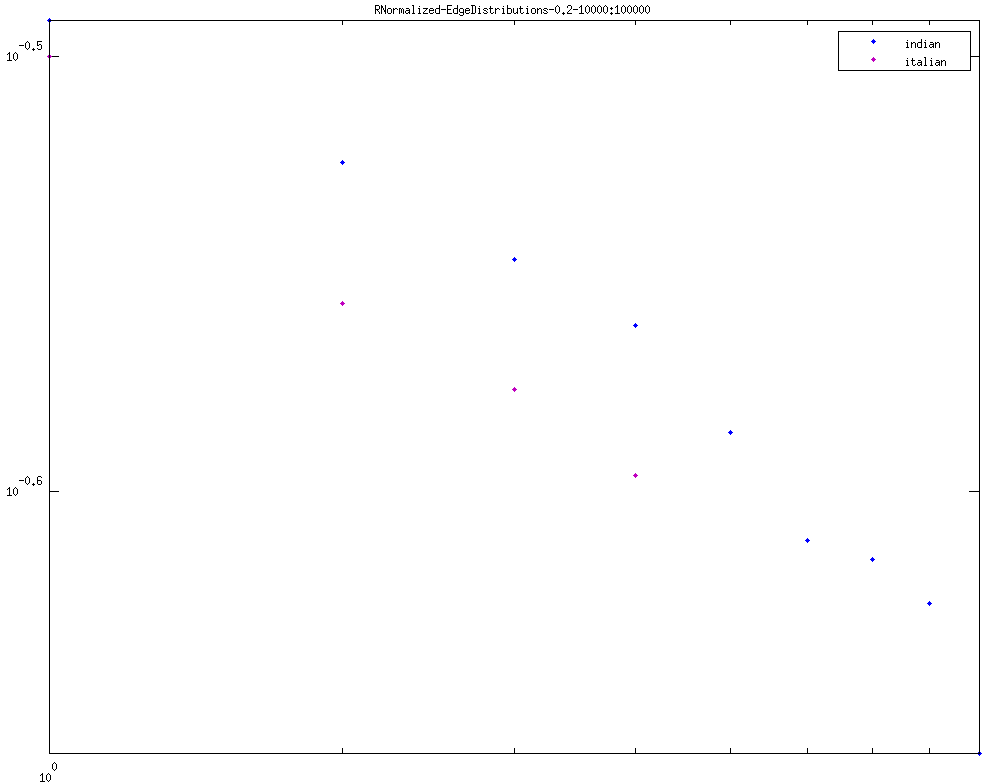 RNormalized-EdgeDistributions-0.2-10000:100000
indian
italian
10^-0.5
10^-0.6
10^0